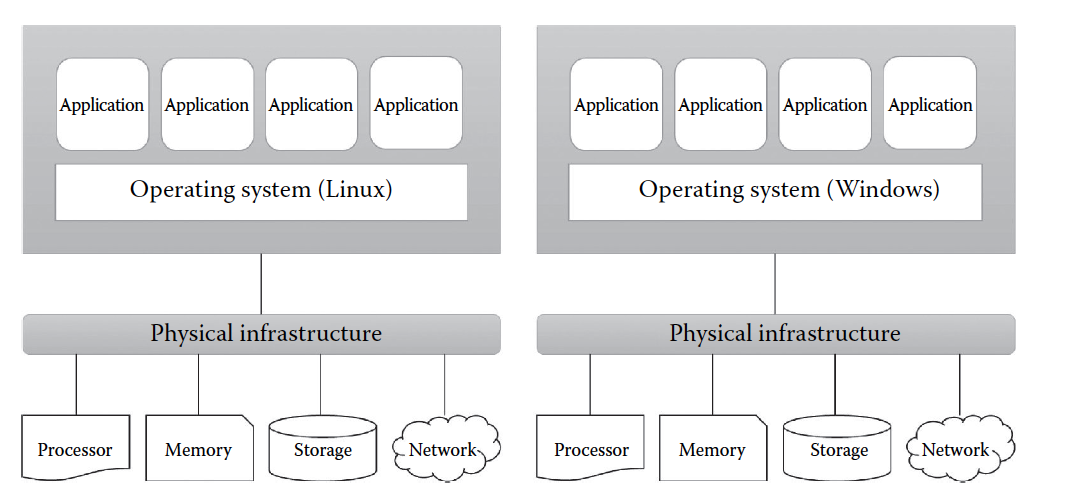 Application Application Application Application
Operating system (Linux)
Physical infrastructure
Processor Memory Storage Network
Application Application Application Application
Operating system (Windows)
Physical infrastructure
Processor Memory Storage Network